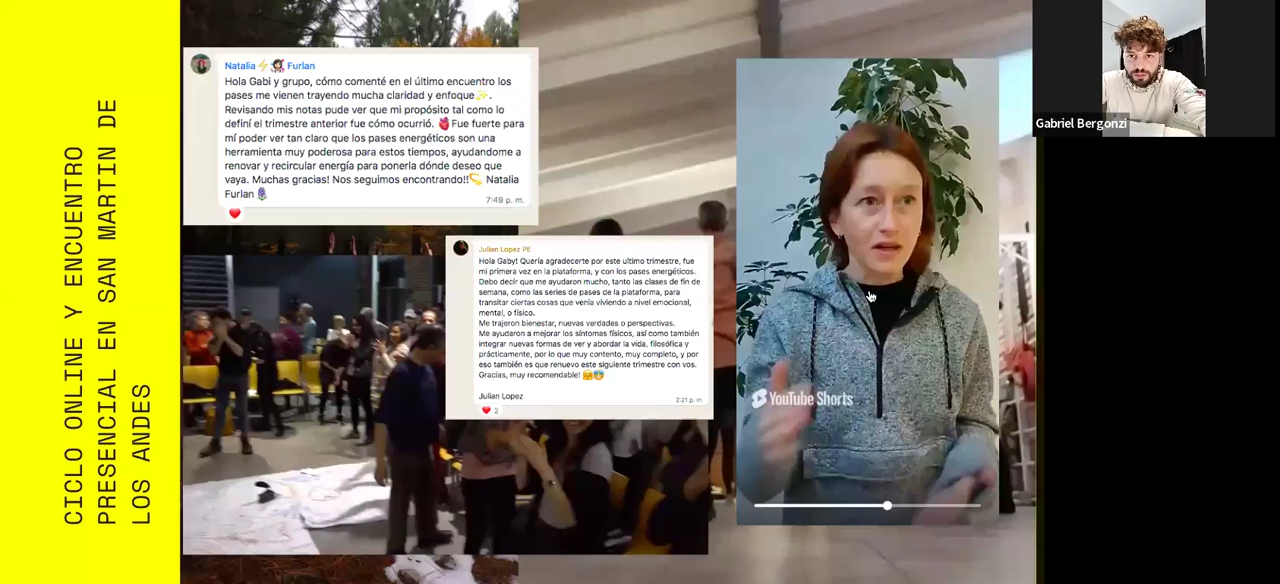 CICLO ONLINE Y ENCUENTRO
PRESENCIAL EN SAN MARTIN DE
LOS ANDES
Natalia⚡👩🏻‍🚀 Furlan
Hola Gabi y grupo, cómo comenté en el último encuentro los
pases me vienen trayendo mucha claridad y enfoque✨.
Revisando mis notas pude ver que mi propósito tal como lo
definí el trimestre anterior fue cómo ocurrió. 🫀Fue fuerte para
mí poder ver tan claro que los pases energéticos son una
herramienta muy poderosa para estos tiempos, ayudandome a
renovar y recircular energía para ponerla dónde deseo que
vaya. Muchas gracias! Nos seguimos encontrando!!💫 Natalia
Furlan🪻
7:49 p. m.
Julian Lopez PE
Hola Gaby! Quería agradecerte por este ultimo trimestre, fue
mi primera vez en la plataforma, y con los pases energéticos.
Debo decir que me ayudaron mucho, tanto las clases de fin de
semana, como las series de pases de la plataforma, para
transitar ciertas cosas que venía viviendo a nivel emocional,
mental, o físico.
Me trajeron bienestar, nuevas verdades o perspectivas.
Me ayudaron a mejorar los síntomas físicos, así como también
integrar nuevas formas de ver y abordar la vida, filosófica y
prácticamente, por lo que muy contento, muy completo, y por
eso también es que renuevo este siguiente trimestre con vos.
Gracias, muy recomendable! 🤗😇
Julian Lopez
2:21 p. m.
❤️ 2
YouTube Shorts
Gabriel Bergonzi